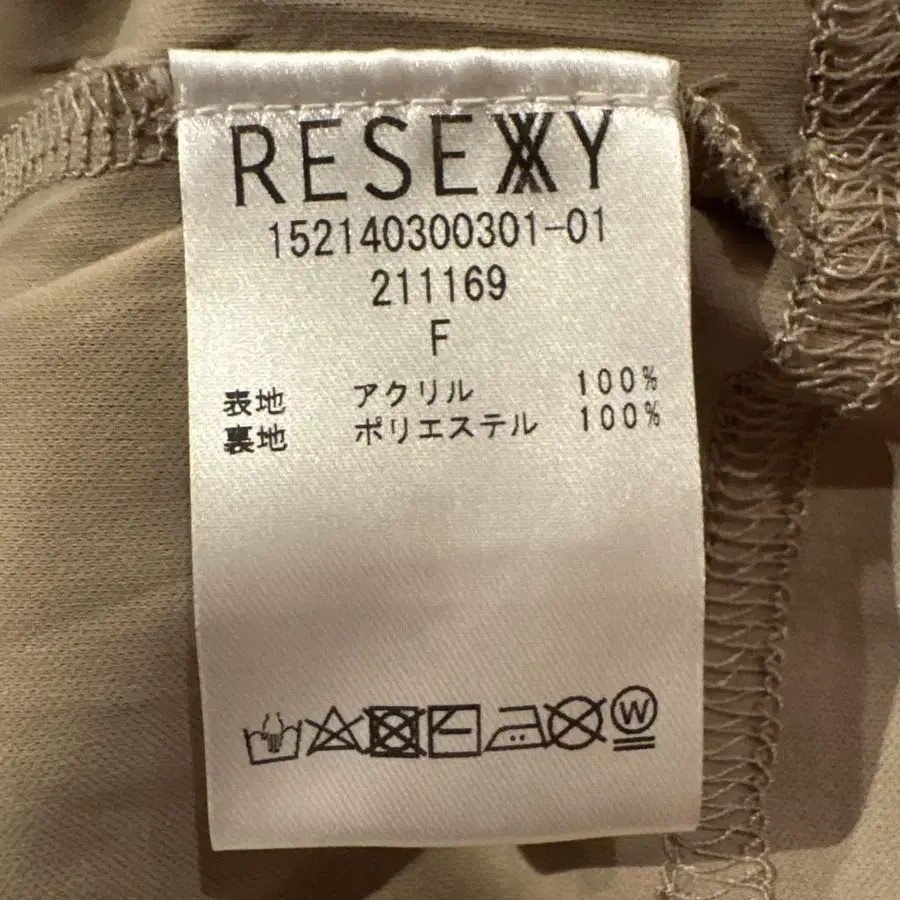 RESEXXY
152140300301-01
211169
F
表地 アクリル 100%
裏地 ポリエステル 100%
W